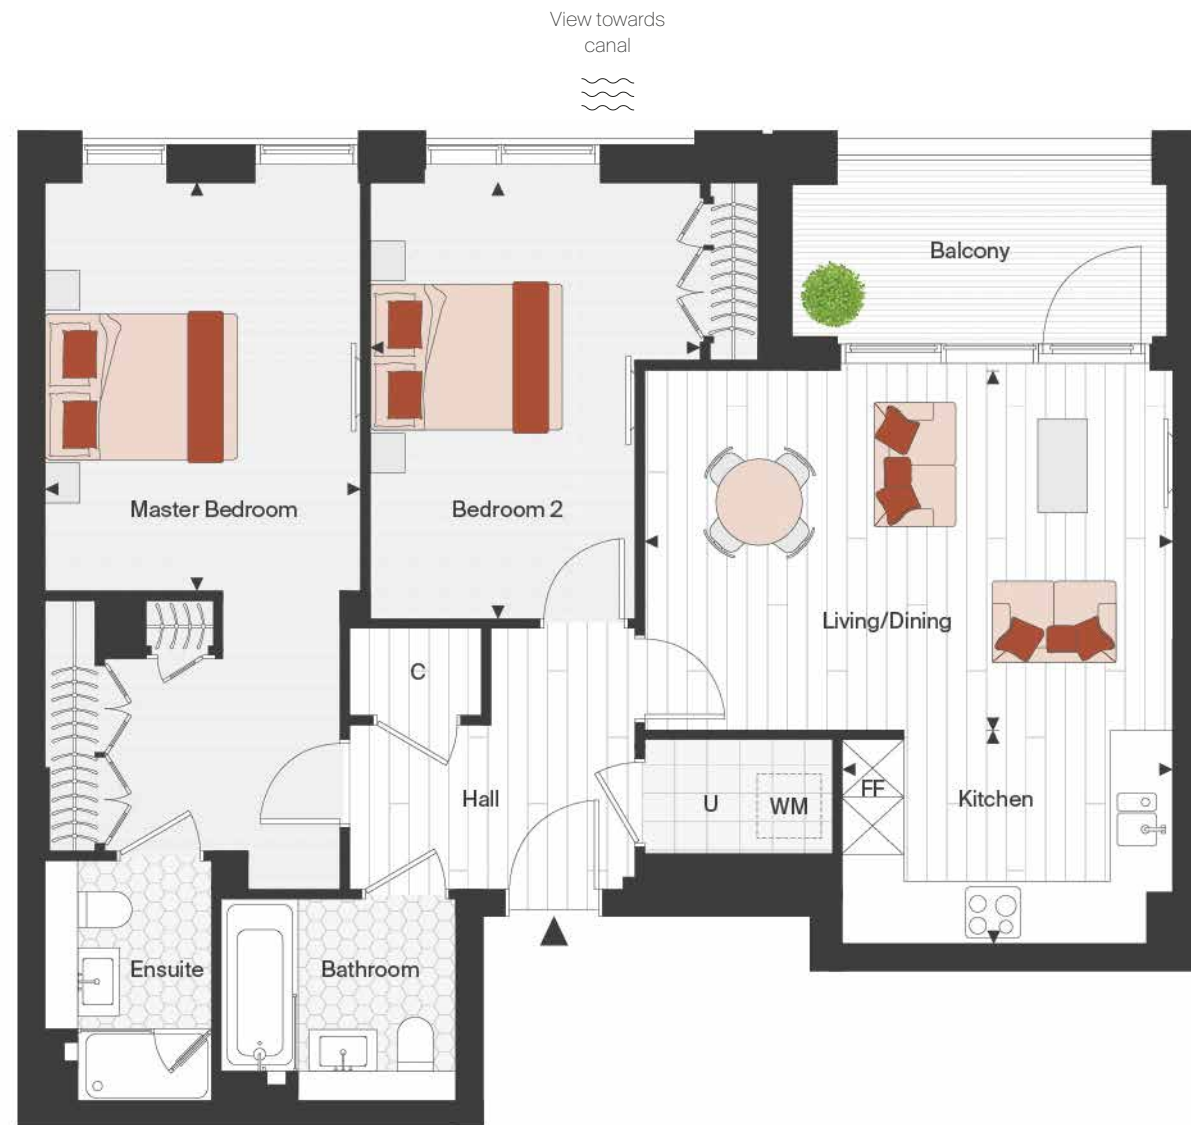 View towards
canal
Balcony
Master Bedroom
Bedroom 2
Living/Dining
C
Hall
U
WM
FF
Kitchen
Ensuite
Bathroom